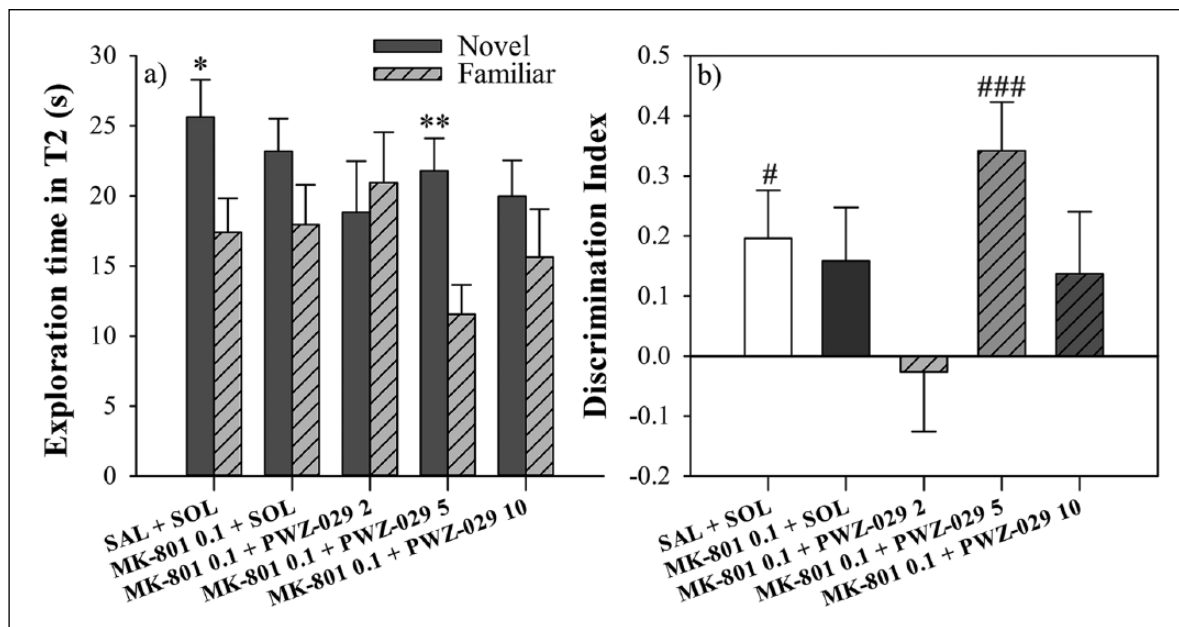 a)
Novel
Familiar
*
**
Exploration time in T2 (s)
30
25
20
15
10
5
0
SAL + SOL
MK-801 0.1 + SOL
MK-801 0.1 + PWZ-029 2
MK-801 0.1 + PWZ-029 5
MK-801 0.1 + PWZ-029 10
b)
#
###
Discrimination Index
0.5
0.4
0.3
0.2
0.1
0.0
-0.1
-0.2
SAL + SOL
MK-801 0.1 + SOL
MK-801 0.1 + PWZ-029 2
MK-801 0.1 + PWZ-029 5
MK-801 0.1 + PWZ-029 10